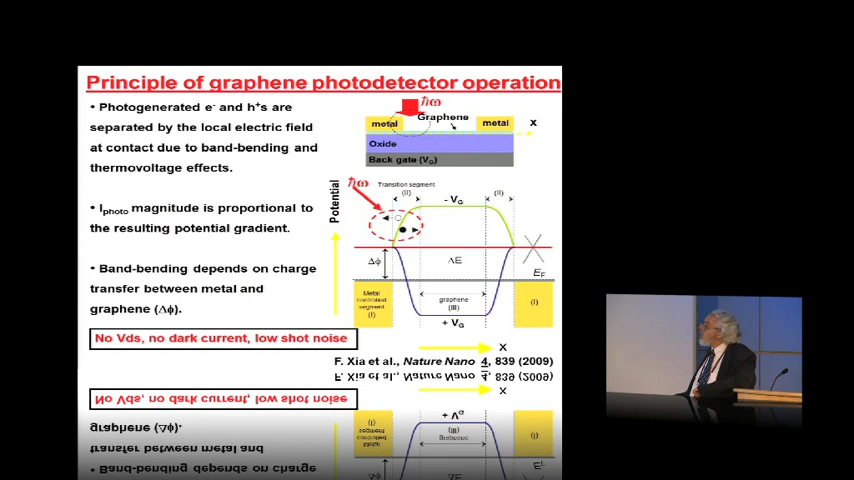 Principle of graphene photodetector operation
• Photogenerated e- and h+s are
separated by the local electric field
at contact due to band-bending and
thermovoltage effects.
• Iphoto magnitude is proportional to
the resulting potential gradient.
• Band-bending depends on charge
transfer between metal and
graphene (Δϕ).
No Vds, no dark current, low shot noise
ℏω
Graphene
metal
metal
x
Oxide
Back gate (VG)
ℏω
Transition segment
(II)
(II)
- VG
Potential
Δϕ
ΔE
EF
Metal
controlled
segment
(I)
graphene
(III)
(I)
+ VG
x
F. Xia et al., Nature Nano 4, 839 (2009)
F. Xia et al., Nature Nano 4, 839 (2009)
x
No Vds, no dark current, low shot noise
+ VG
graphene (Δϕ).
(I)
segment
controlled
Metal
(III)
graphene
(I)
transfer between metal and
• Band-bending depends on charge
EF
ΔE